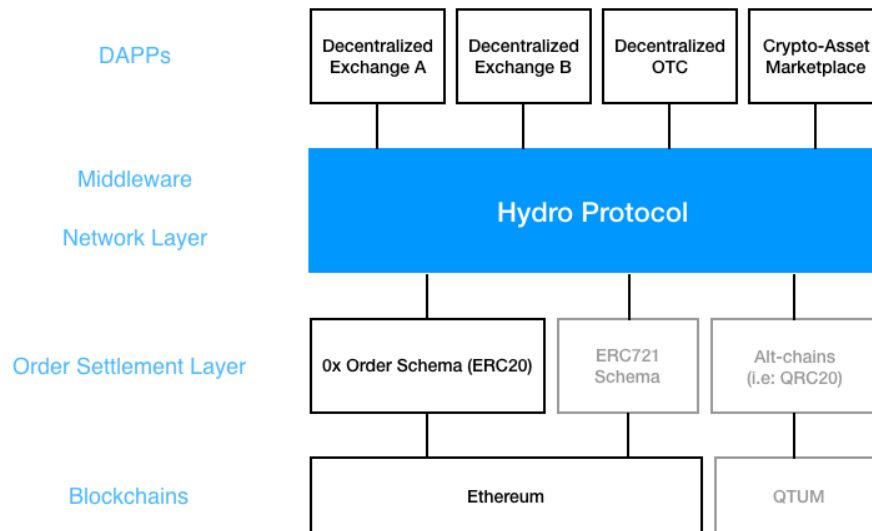 DAPPs
Decentralized
Exchange A
Decentralized
Exchange B
Decentralized
OTC
Crypto-Asset
Marketplace
Middleware
Network Layer
Hydro Protocol
Order Settlement Layer
0x Order Schema (ERC20)
ERC721
Schema
Alt-chains
(i.e: QRC20)
Blockchains
Ethereum
QTUM